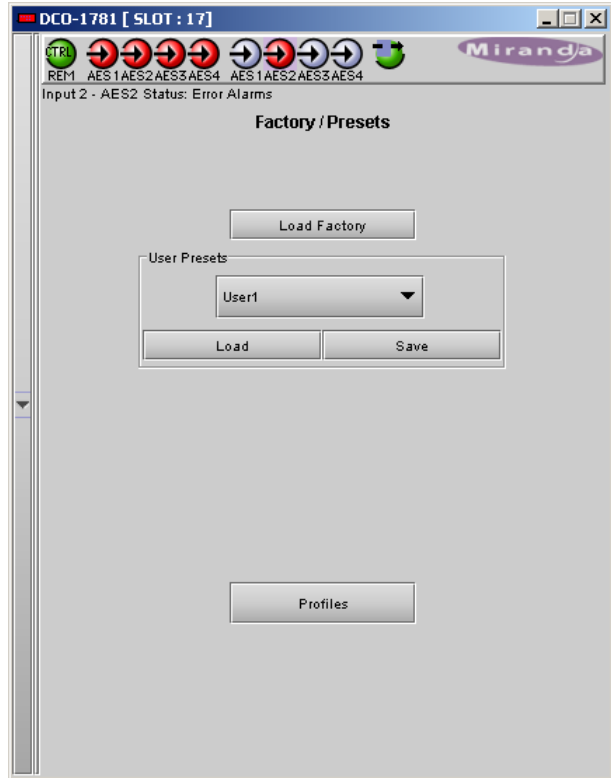 DCO-1781 [ SLOT : 17]
CTRL
REM AES1 AES2 AES3 AES4 AES1 AES2 AES3 AES4
Miranda
Input 2 - AES2 Status: Error Alarms
Factory / Presets
Load Factory
User Presets
User1
Load Save
Profiles